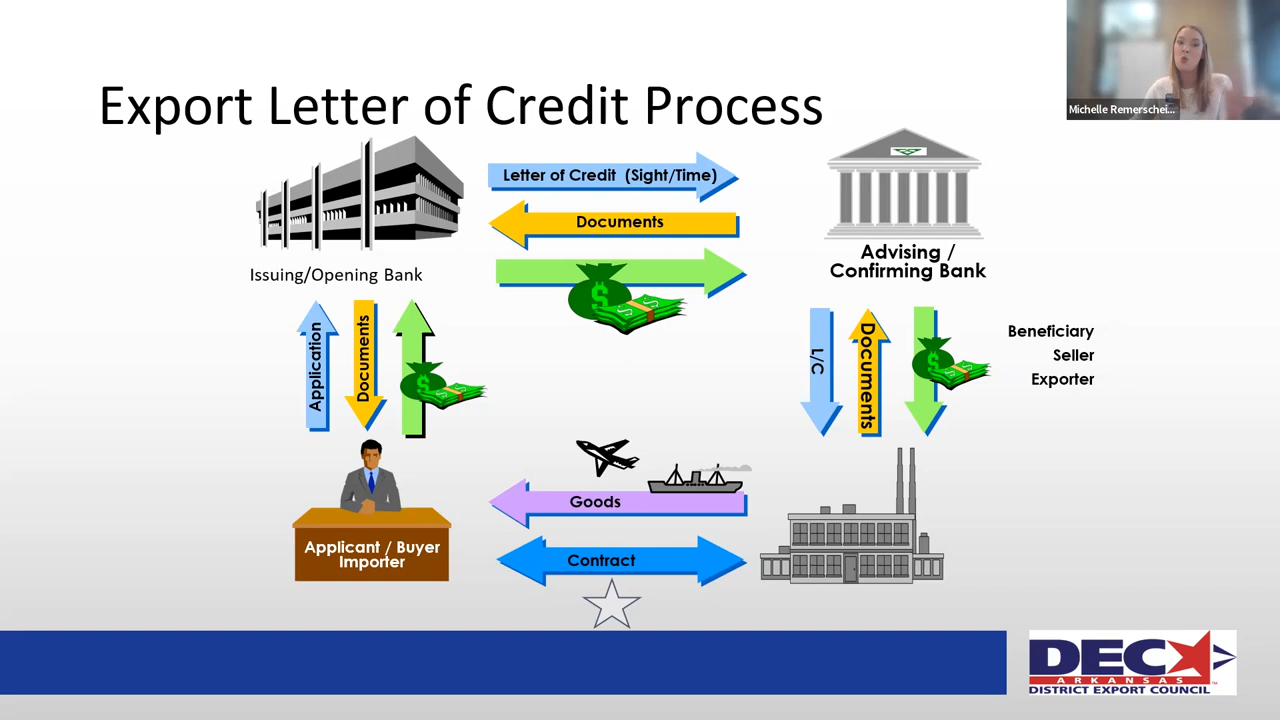 Michelle Remerschei...
Export Letter of Credit Process
Letter of Credit (Sight/Time)
Documents
Issuing/Opening Bank
Advising /
Confirming Bank
$
Application
Documents
L/C
Documents
Beneficiary
Seller
Exporter
$
$
Goods
Applicant / Buyer
Importer
Contract
DEC
ARKANSAS
DISTRICT EXPORT COUNCIL